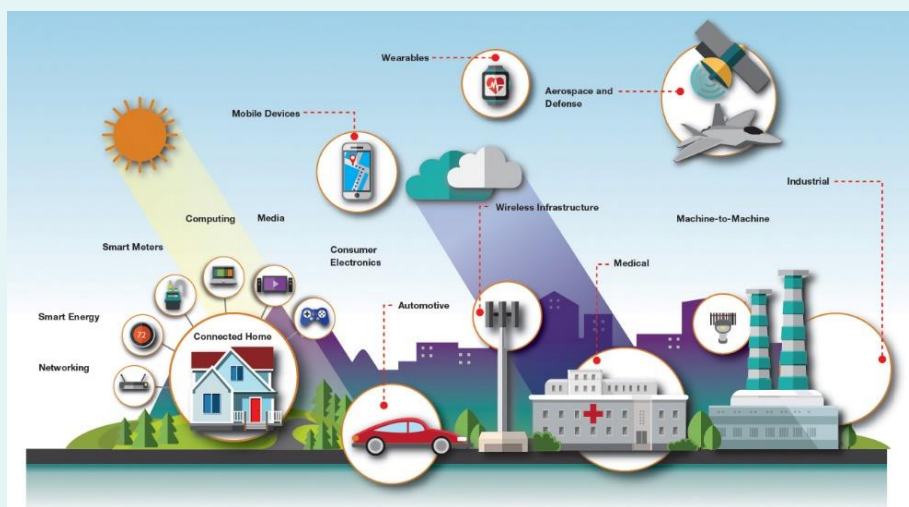 Wearables
Aerospace and
Defense
Mobile Devices
Industrial
Computing
Media
Wireless Infrastructure
Machine-to-Machine
Smart Meters
Consumer
Electronics
Medical
Automotive
Smart Energy
72
Connected Home
Networking